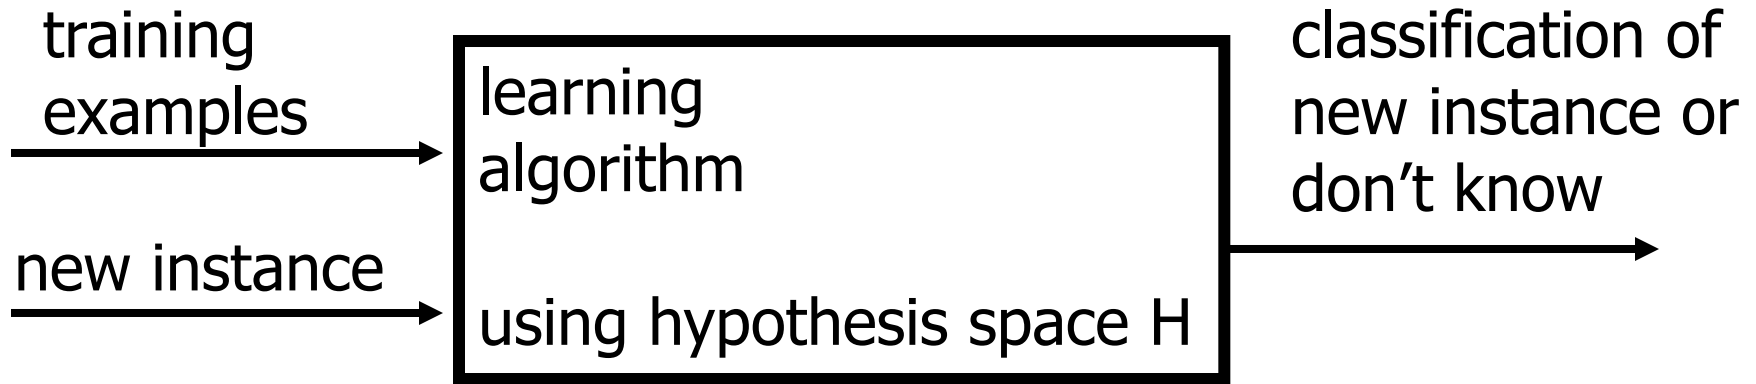 training
examples
new instance
learning
algorithm
using hypothesis space H
classification of
new instance or
don’t know